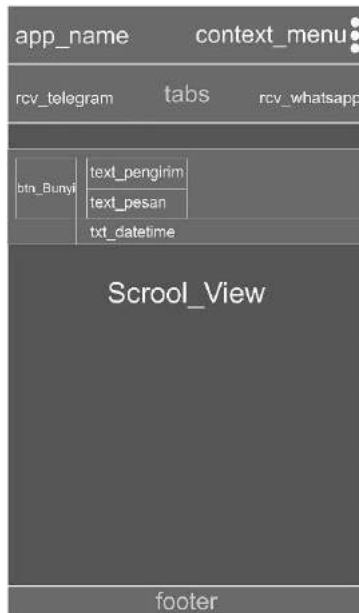 app_name context_menu
rcv_telegram tabs rcv_whatsapp
btn_Bunyi
text_pengirim
text_pesan
txt_datetime
Scrool_View
footer